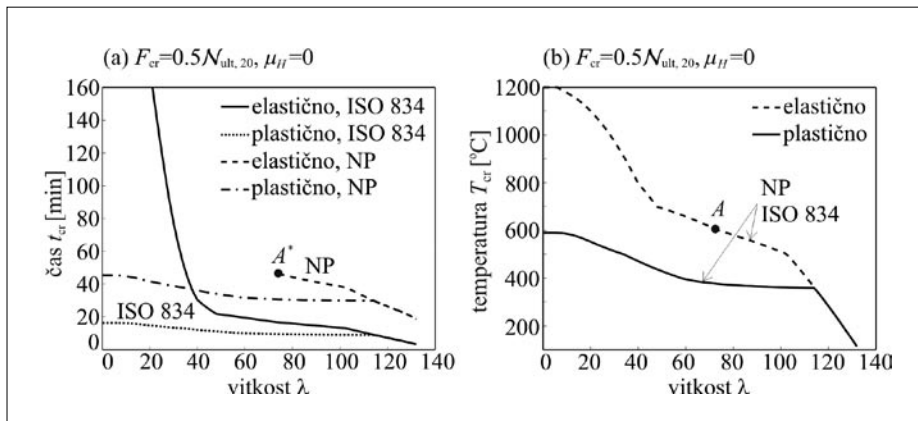 (a) F_cr=0.5N_ult, 20, μ_H=0
160
140
120
100
80
60
40
20
0
čas t_cr [min]
elastično, ISO 834
plastično, ISO 834
elastično, NP
plastično, NP
A*
NP
ISO 834
0 20 40 60 80 100 120 140
vitkost λ
(b) F_cr=0.5N_ult, 20, μ_H=0
1200
1000
800
600
400
200
temperatura T_cr [°C]
elastično
plastično
NP
ISO 834
A
0 20 40 60 80 100 120 140
vitkost λ